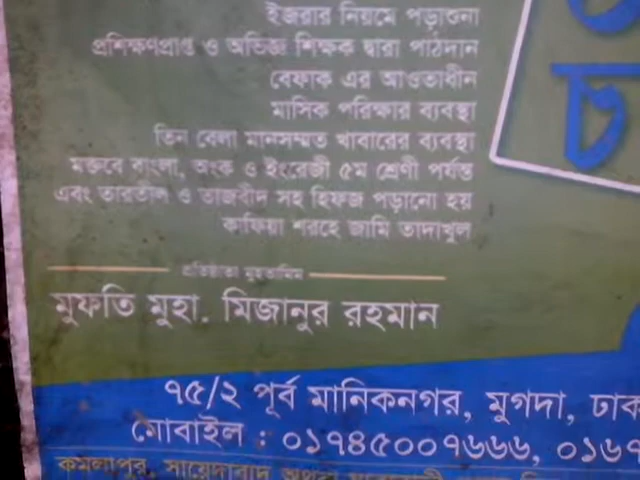 ইজরার নিয়মে পড়াশুনা
প্রশিক্ষণপ্রাপ্ত ও অভিজ্ঞ শিক্ষক দ্বারা পাঠদান
বেফাক এর আওতাধীন
মাসিক পরিক্ষার ব্যবস্থা
তিন বেলা মানসম্মত খাবারের ব্যবস্থা
মক্তবে বাংলা, অংক ও ইংরেজী ৫ম শ্রেণী পর্যন্ত
এবং তারতীল ও তাজবীদ সহ হিফজ পড়ানো হয়
কাফিয়া শরহে জামি তাদাখুল
প্রতিষ্ঠাতা মুহতামিম
মুফতি মুহা. মিজানুর রহমান
৭৫/২ পূর্ব মানিকনগর, মুগদা, ঢাক
মোবাইল : ০১৭৪৫০০৭৬৬৬, ০১৬৭
কমলাপুর, সায়েদাবাদ অথবা